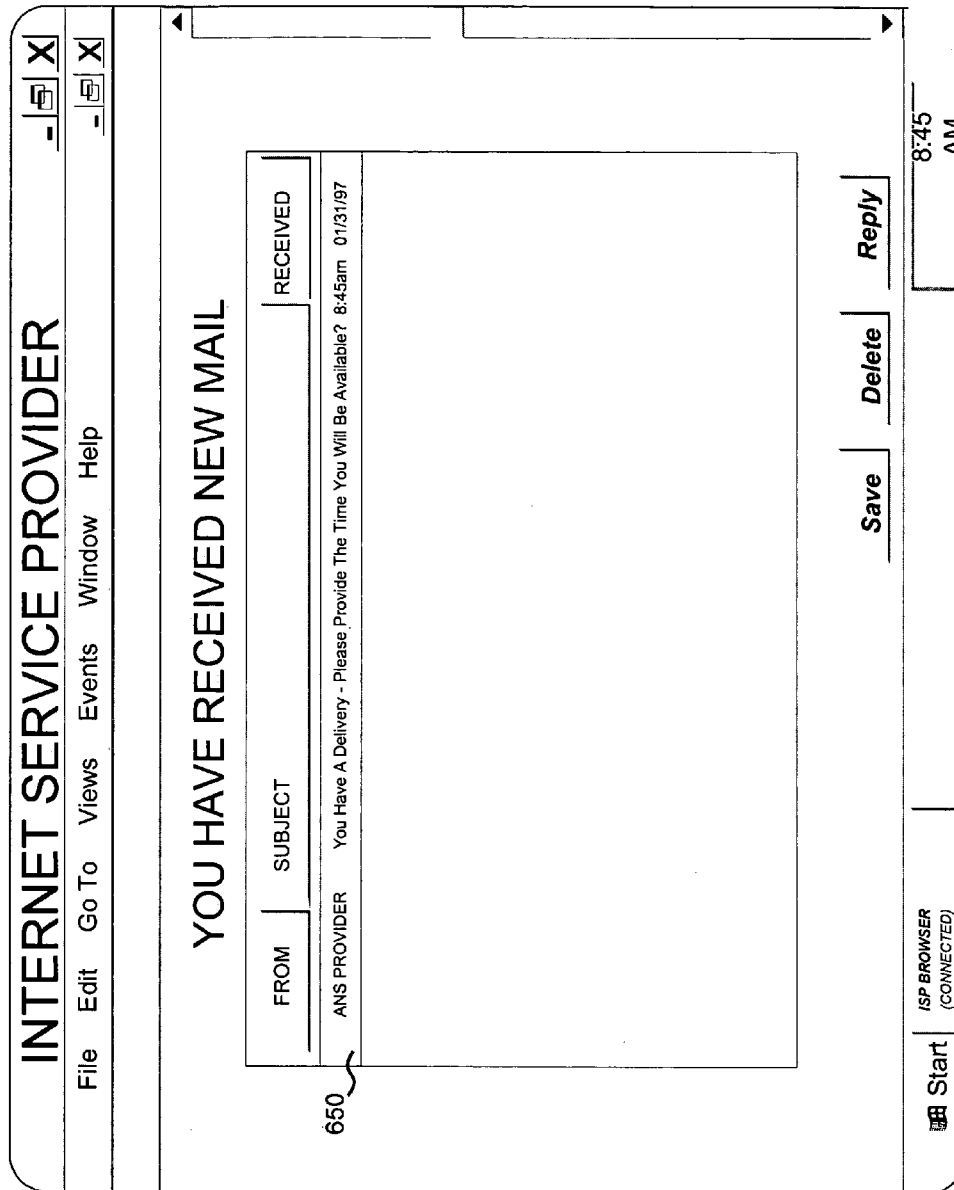 INTERNET SERVICE PROVIDER
File Edit Go To Views Events Window Help
YOU HAVE RECEIVED NEW MAIL
FROM SUBJECT RECEIVED
650 ANS PROVIDER You Have A Delivery - Please Provide The Time You Will Be Available? 8:45am 01/31/97
Save Delete Reply
Start ISP BROWSER 8:45
(CONNECTED) AM